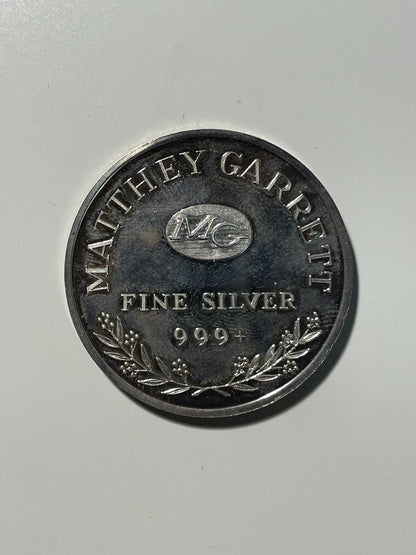 MATTHEY GARRETT
MG
FINE SILVER
999+